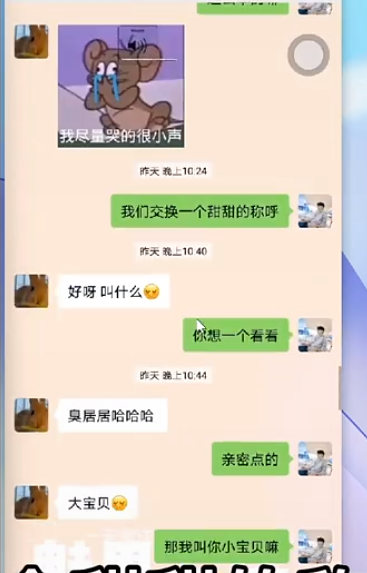 我尽量哭的很小声
昨天 晚上10:24
我们交换一个甜甜的称呼
昨天 晚上10:40
好呀 叫什么
你想一个看看
昨天 晚上10:44
臭居居哈哈哈
亲密点的
大宝贝
那我叫你小宝贝嘛